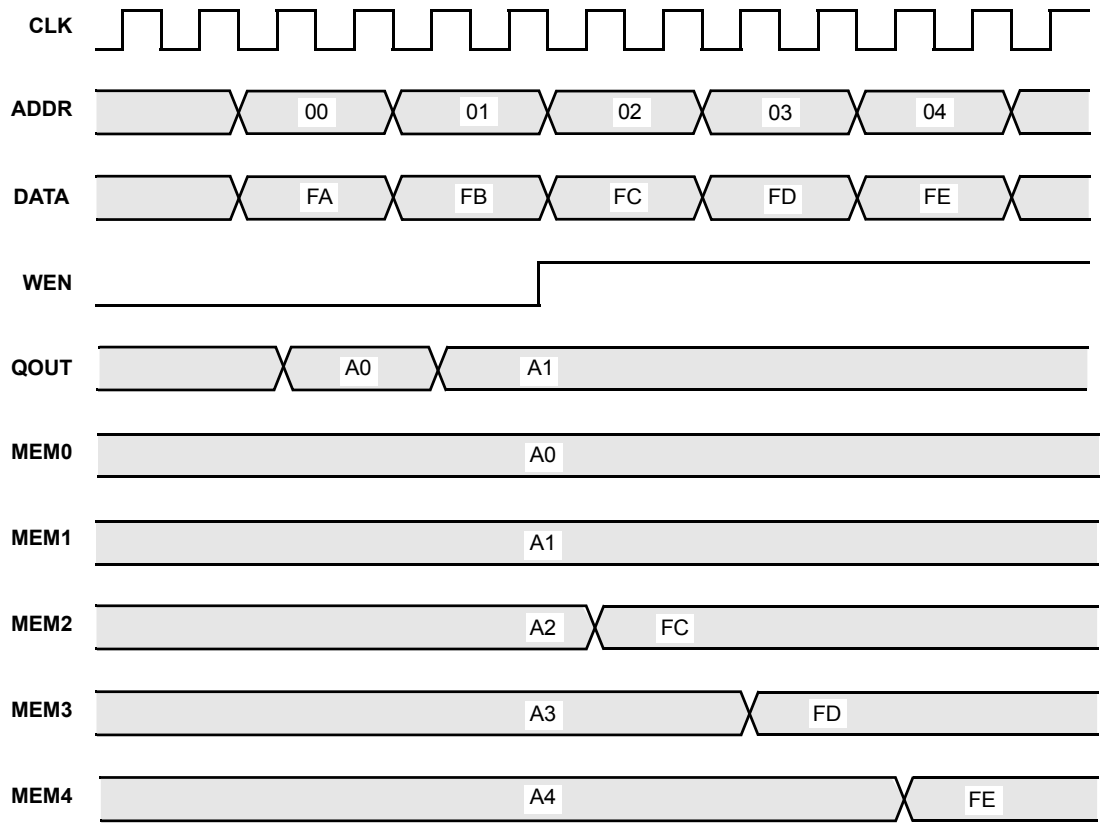 CLK
ADDR 00 01 02 03 04
DATA FA FB FC FD FE
WEN
QOUT A0 A1
MEM0 A0
MEM1 A1
MEM2 A2 FC
MEM3 A3 FD
MEM4 A4 FE